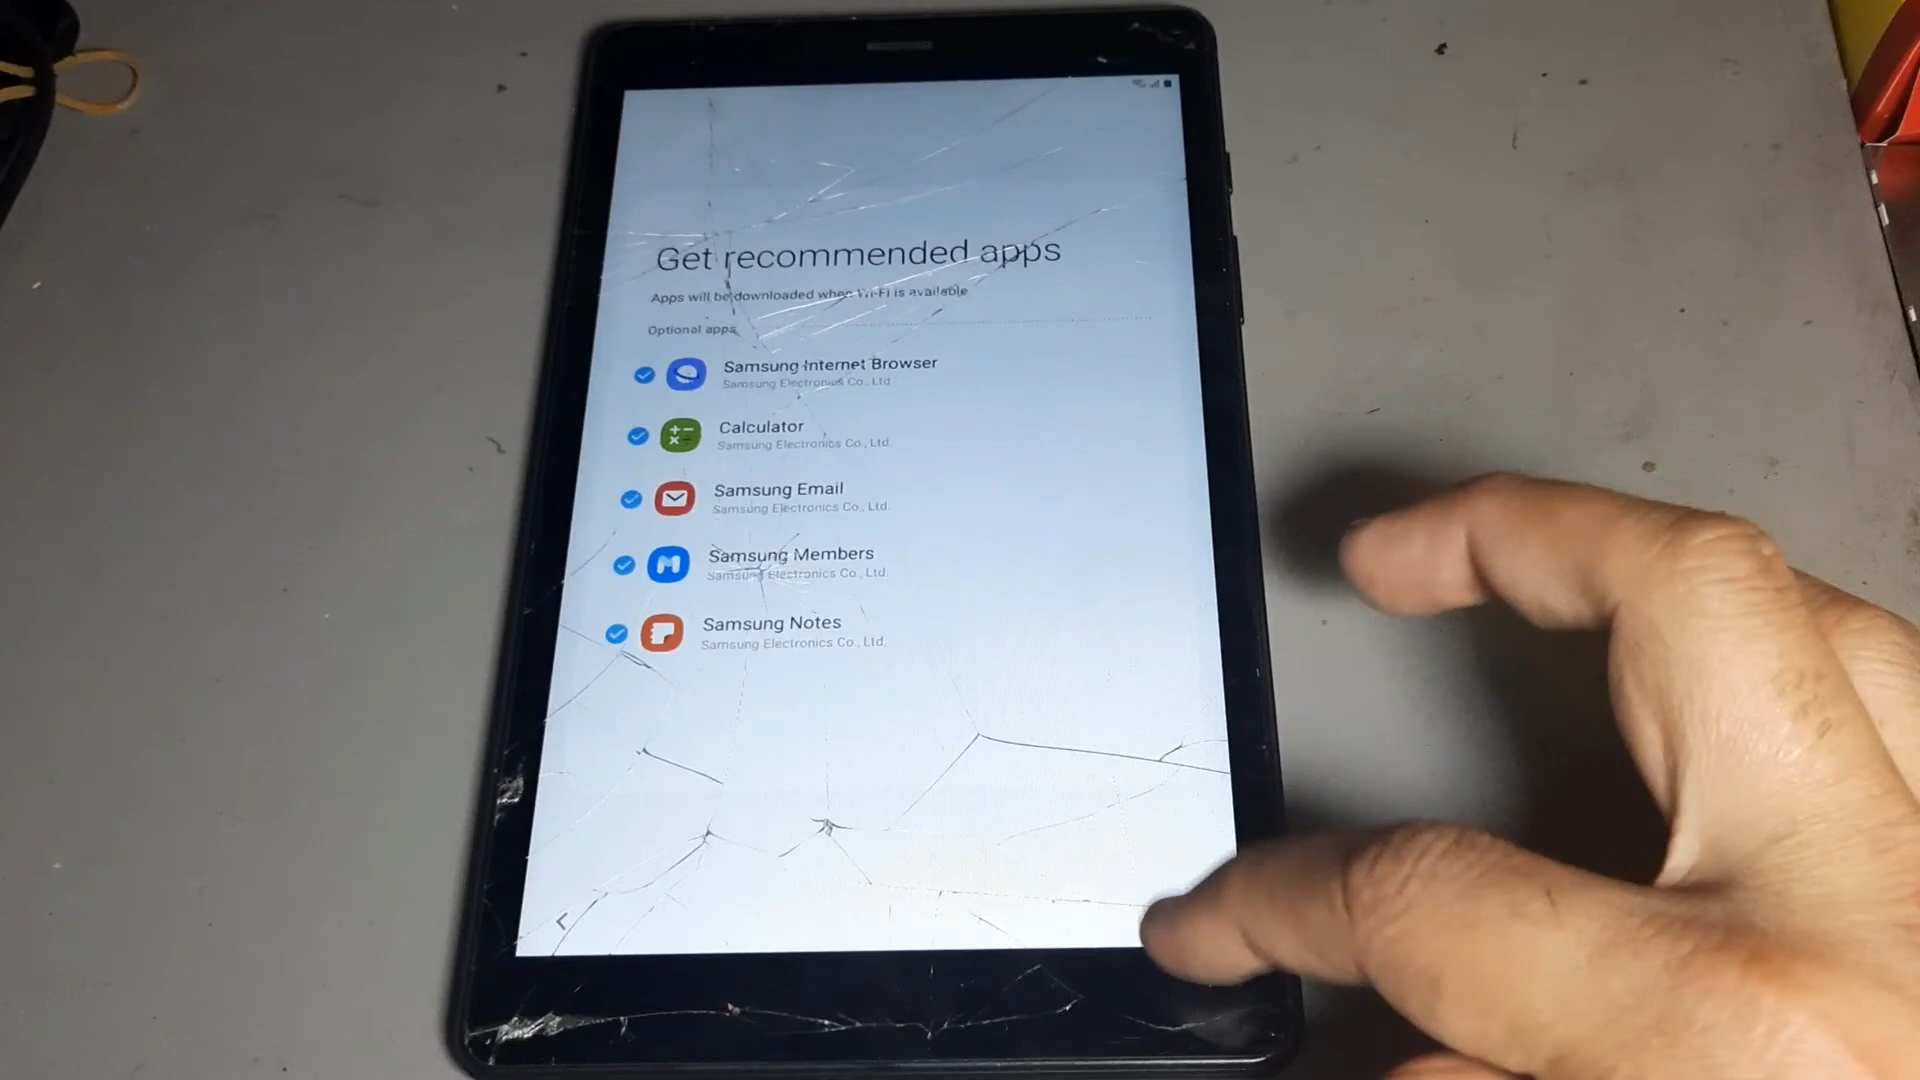 Get recommended apps
Apps will be downloaded when Wi-Fi is available
Optional apps
Samsung Internet Browser
Samsung Electronics Co., Ltd.
Calculator
Samsung Electronics Co., Ltd.
Samsung Email
Samsung Electronics Co., Ltd.
Samsung Members
Samsung Electronics Co., Ltd.
Samsung Notes
Samsung Electronics Co., Ltd.